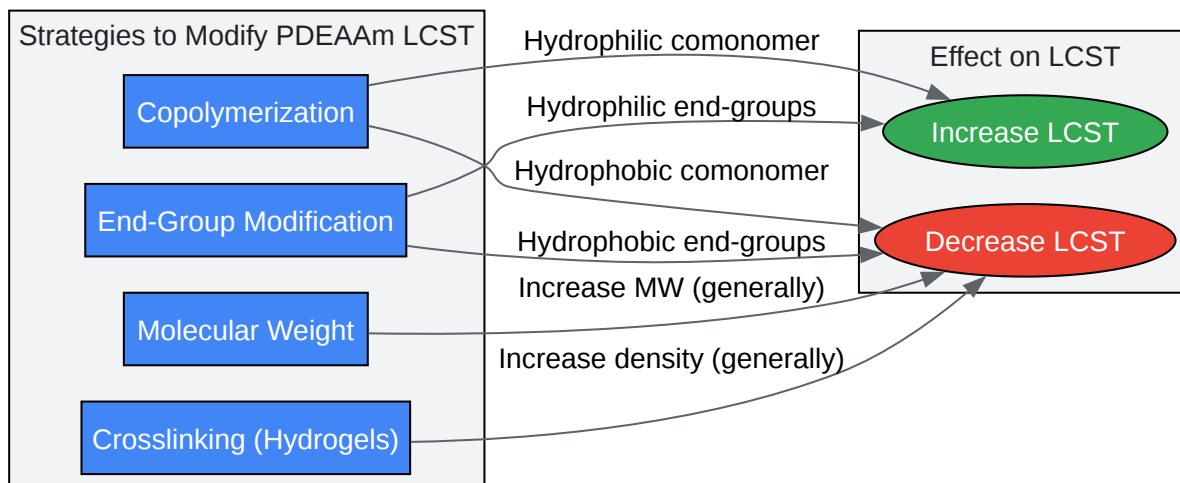 Strategies to Modify PDEAAm LCST
Copolymerization
End-Group Modification
Molecular Weight
Crosslinking (Hydrogels)
Hydrophilic comonomer
Hydrophilic end-groups
Hydrophobic comonomer
Hydrophobic end-groups
Increase MW (generally)
Increase density (generally)
Effect on LCST
Increase LCST
Decrease LCST